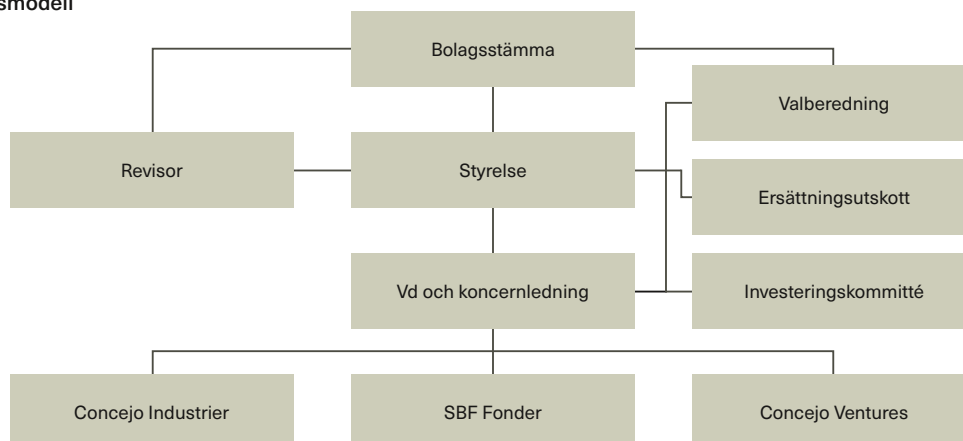 smodell
Bolagsstämma
Valberedning
Revisor
Styrelse
Ersättningsutskott
Vd och koncernledning
Investeringskommitté
Concejo Industrier
SBF Fonder
Concejo Ventures